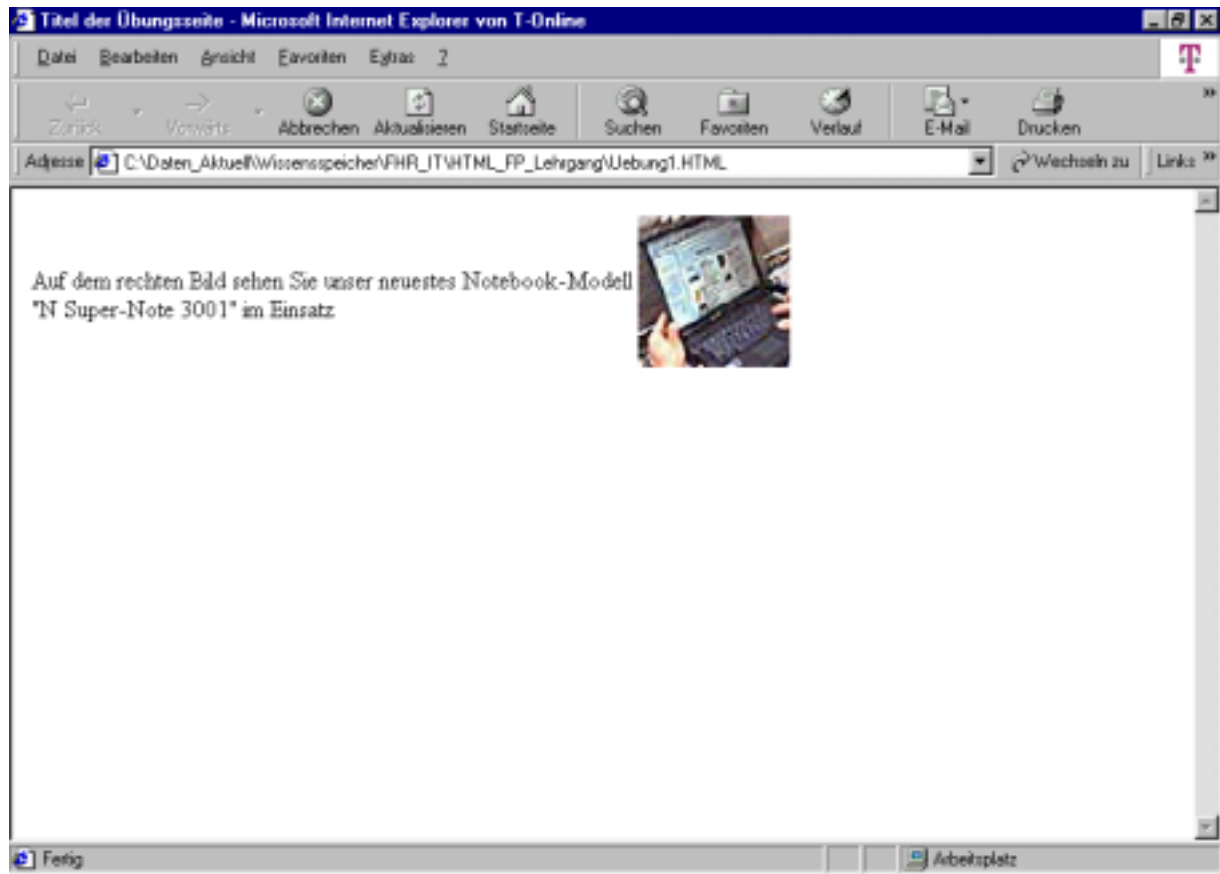 Titel der Übungsseite - Microsoft Internet Explorer von T-Online
Datei Bearbeiten Ansicht Favoriten Extras ?
T
Zurück Vorwärts Abbrechen Aktualisieren Startseite Suchen Favoriten Verlauf E-Mail Drucken »
Adresse C:\Daten_Aktuell\Wissensspeicher\FHR_IT\HTML_FP_Lehrgang\Uebung1.HTML Wechseln zu Links »
Auf dem rechten Bild sehen Sie unser neuestes Notebook-Modell
"N Super-Note 3001" im Einsatz
Fertig Arbeitsplatz